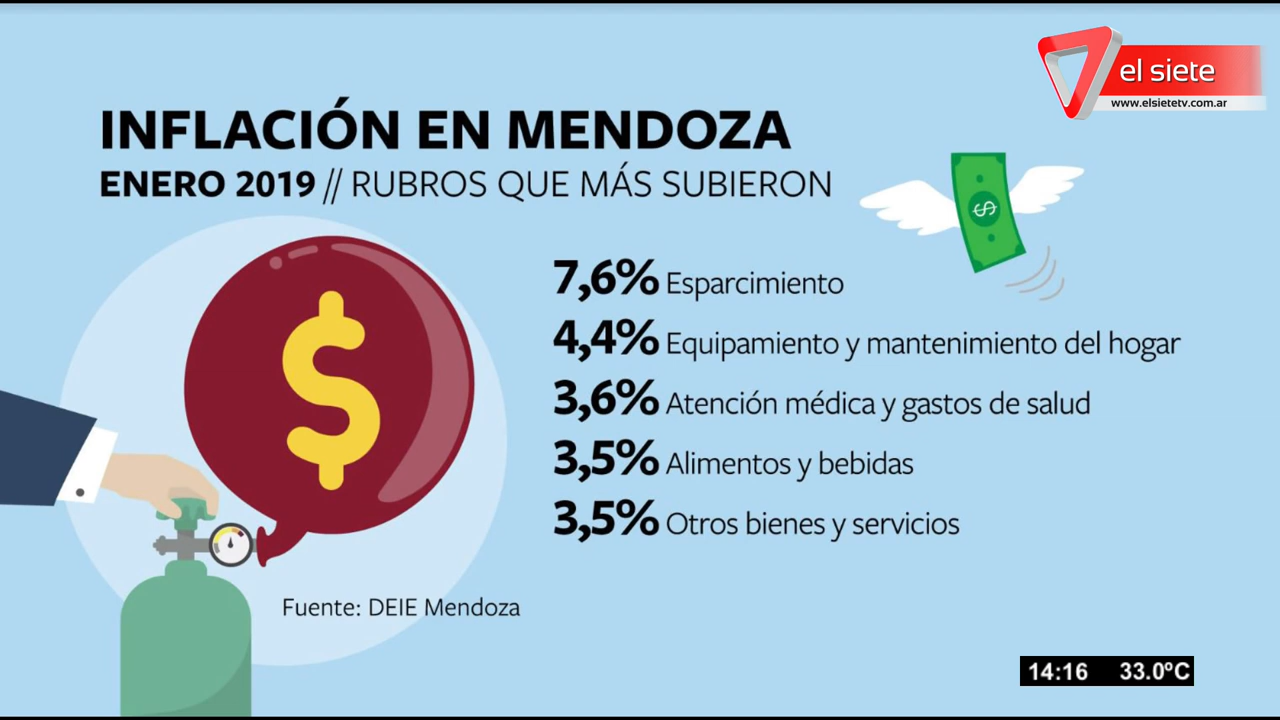 el siete
www.elsietetv.com.ar
INFLACIÓN EN MENDOZA
ENERO 2019 // RUBROS QUE MÁS SUBIERON
$
$
7,6% Esparcimiento
4,4% Equipamiento y mantenimiento del hogar
3,6% Atención médica y gastos de salud
3,5% Alimentos y bebidas
3,5% Otros bienes y servicios
Fuente: DEIE Mendoza
14:16 33.0ºC